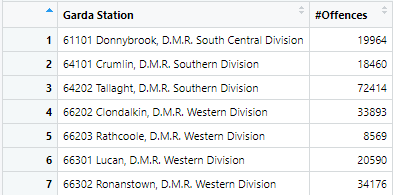 Garda Station #Offences
1 61101 Donnybrook, D.M.R. South Central Division 19964
2 64101 Crumlin, D.M.R. Southern Division 18460
3 64202 Tallaght, D.M.R. Southern Division 72414
4 66202 Clondalkin, D.M.R. Western Division 33893
5 66203 Rathcoole, D.M.R. Western Division 8569
6 66301 Lucan, D.M.R. Western Division 20590
7 66302 Ronanstown, D.M.R. Western Division 34176